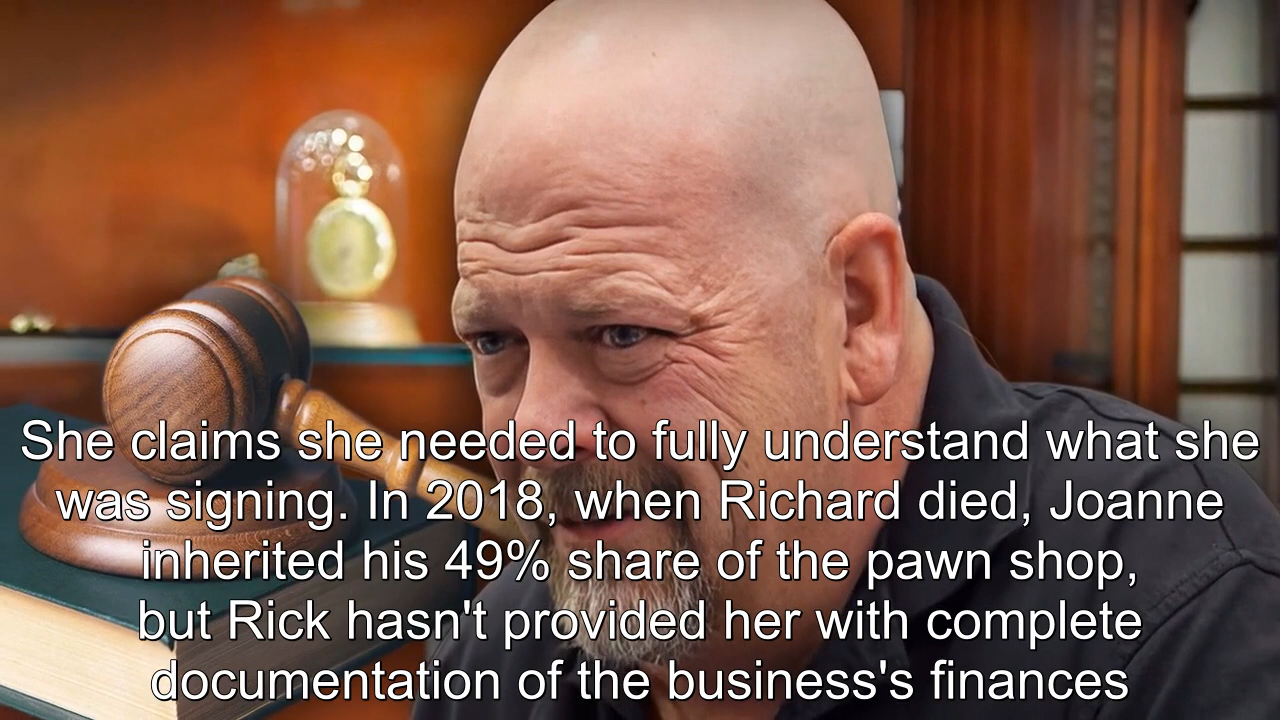 She claims she needed to fully understand what she
was signing. In 2018, when Richard died, Joanne
inherited his 49% share of the pawn shop,
but Rick hasn't provided her with complete
documentation of the business's finances